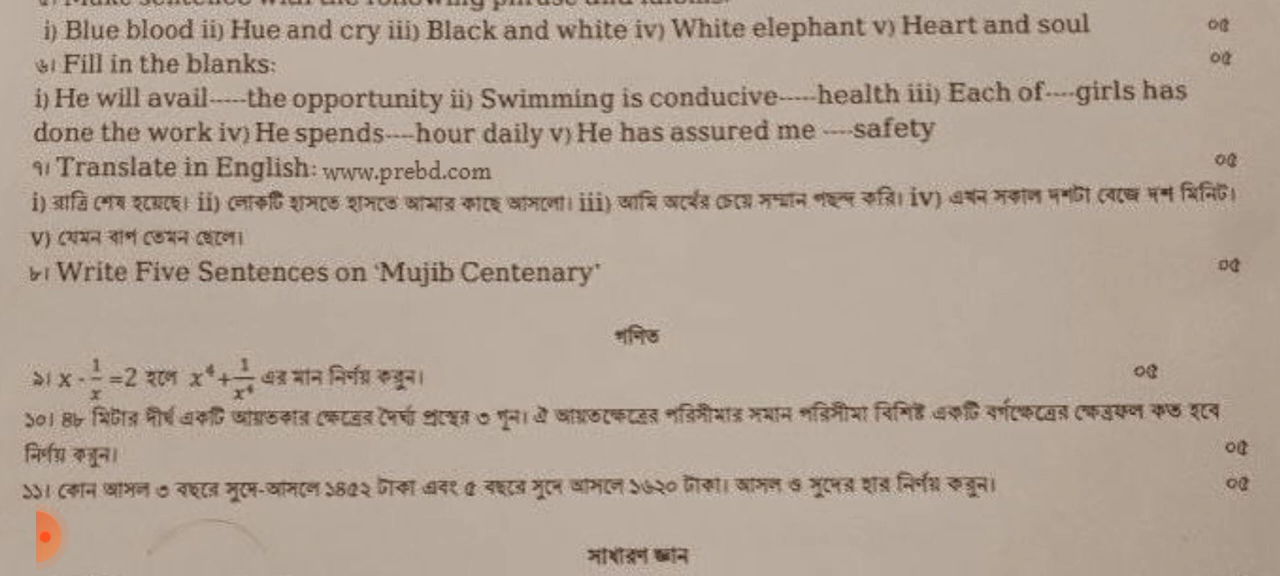 i) Blue blood ii) Hue and cry iii) Black and white iv) White elephant v) Heart and soul ০৫
৬। Fill in the blanks: ০৫
i) He will avail-----the opportunity ii) Swimming is conducive-----health iii) Each of----girls has
done the work iv) He spends----hour daily v) He has assured me ----safety
৭। Translate in English: www.prebd.com ০৫
i) রাত্রি শেষ হয়েছে। ii) লোকটি হাসতে হাসতে আমার কাছে আসলো। iii) আমি অর্থের চেয়ে সম্মান পছন্দ করি। iv) এখন সকাল দশটা বেজে দশ মিনিট।
v) যেমন বাপ তেমন ছেলে।
৮। Write Five Sentences on ‘Mujib Centenary’ ০৫
গনিত
৯। x - 1/x =2 হলে x⁴+1/x⁴ এর মান নির্ণয় করুন। ০৫
১০। ৪৮ মিটার দীর্ঘ একটি আয়তকার ক্ষেত্রের দৈর্ঘ্য প্রস্থের ৩ গুন। ঐ আয়তক্ষেত্রের পরিসীমার সমান পরিসীমা বিশিষ্ট একটি বর্গক্ষেত্রের ক্ষেত্রফল কত হবে
নির্ণয় করুন। ০৫
১১। কোন আসল ৩ বছরে সুদে-আসলে ১৪৫২ টাকা এবং ৫ বছরে সুদে আসলে ১৬২০ টাকা। আসল ও সুদের হার নির্ণয় করুন। ০৫
সাধারণ জ্ঞান